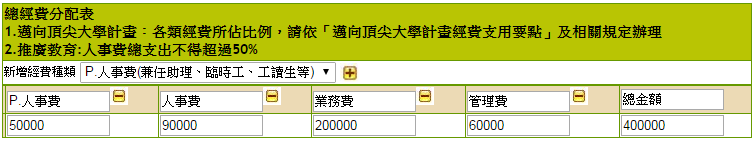 總經費分配表
1.邁向頂尖大學計畫：各類經費所佔比例，請依「邁向頂尖大學計畫經費支用要點」及相關規定辦理
2.推廣教育:人事費總支出不得超過50%
新增經費種類 P.人事費(兼任助理、臨時工、工讀生等)
P.人事費 人事費 業務費 管理費 總金額
50000 90000 200000 60000 400000